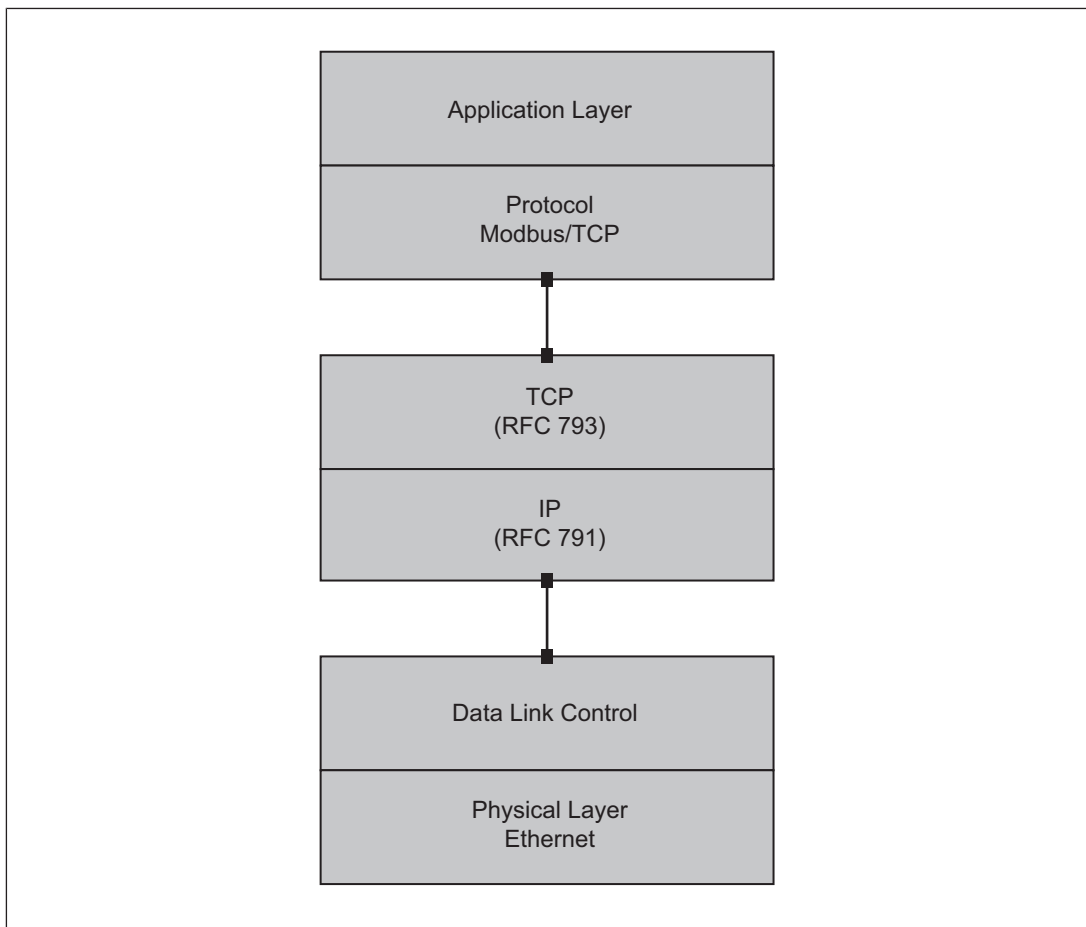 Application Layer
Protocol
Modbus/TCP
TCP
(RFC 793)
IP
(RFC 791)
Data Link Control
Physical Layer
Ethernet